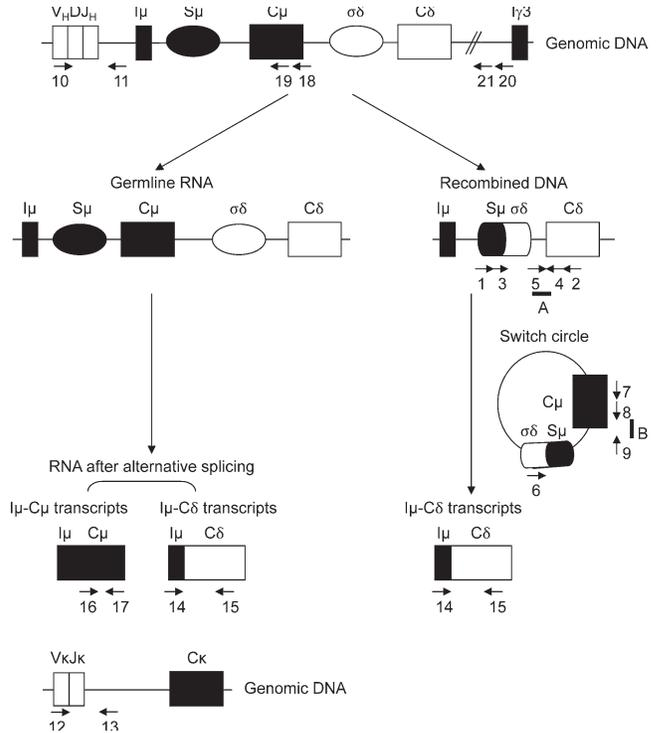 VHDJH Iμ Sμ Cμ σδ Cδ Iγ3
Genomic DNA
10 11 19 18 21 20
Germline RNA
Iμ Sμ Cμ σδ Cδ
Recombined DNA
Iμ Sμ σδ Cδ
1 3 5 4 2
A
Switch circle
Cμ
7
8
B
9
σδ Sμ
6
RNA after alternative splicing
Iμ-Cμ transcripts Iμ-Cδ transcripts
Iμ Cμ Iμ Cδ
16 17 14 15
Iμ-Cδ transcripts
Iμ Cδ
14 15
VκJκ Cκ
Genomic DNA
12 13